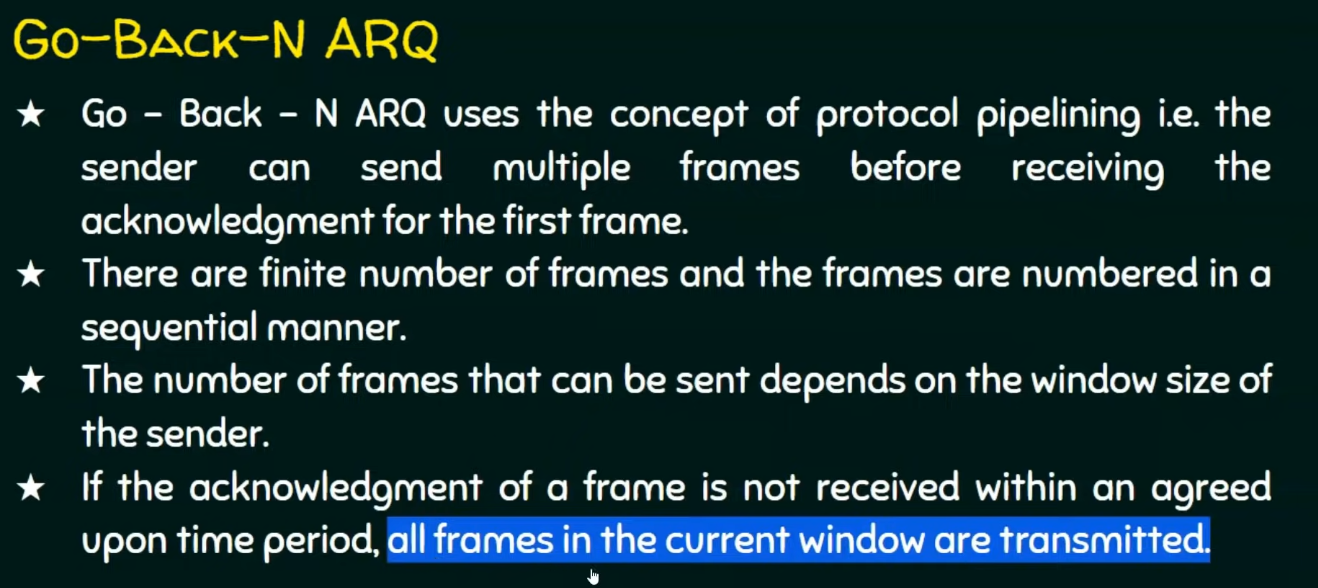 Go-Back-N ARQ
★ Go - Back - N ARQ uses the concept of protocol pipelining i.e. the
sender can send multiple frames before receiving the
acknowledgment for the first frame.
★ There are finite number of frames and the frames are numbered in a
sequential manner.
★ The number of frames that can be sent depends on the window size of
the sender.
★ If the acknowledgment of a frame is not received within an agreed
upon time period, all frames in the current window are transmitted.